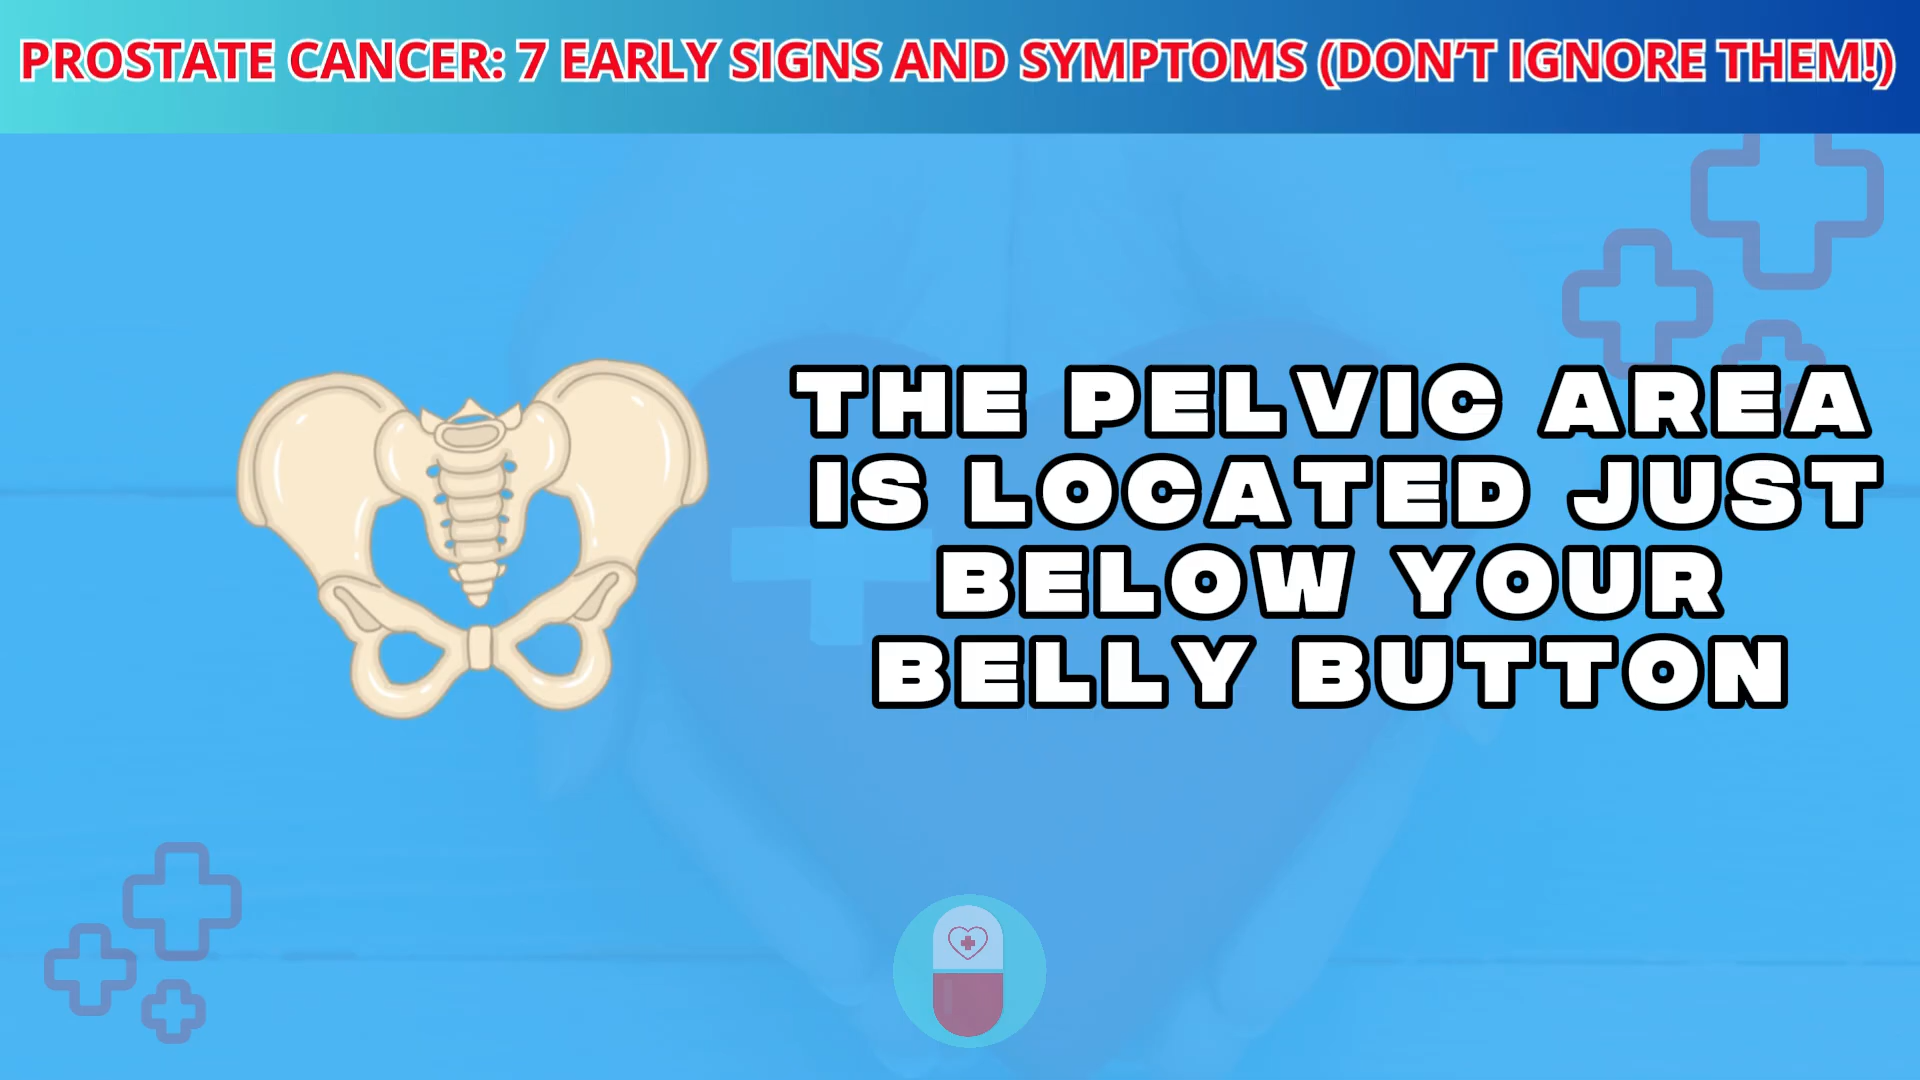 PROSTATE CANCER: 7 EARLY SIGNS AND SYMPTOMS (DON’T IGNORE THEM!)
THE PELVIC AREA
IS LOCATED JUST
BELOW YOUR
BELLY BUTTON